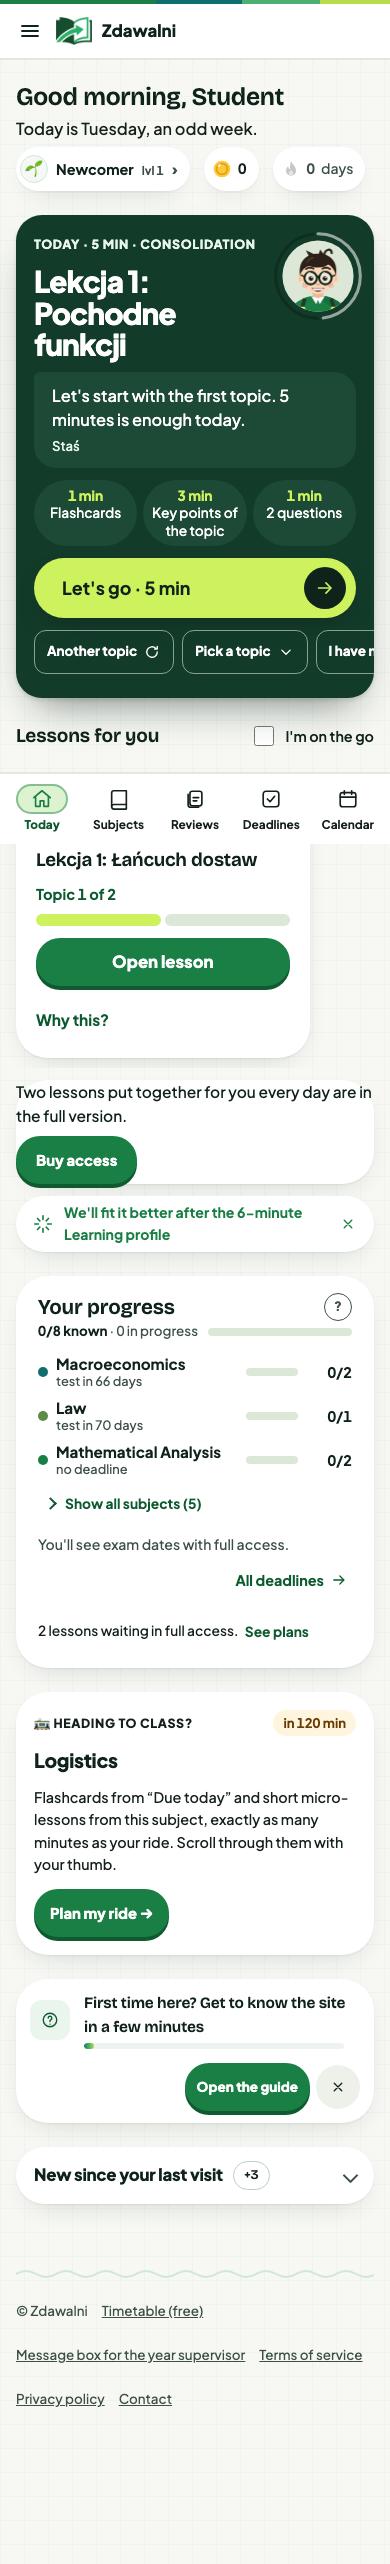 Zdawalni
Good morning, Student
Today is Tuesday, an odd week.
Newcomer lvl 1 ›
0
0 days
TODAY · 5 MIN · CONSOLIDATION
Lekcja 1:
Pochodne
funkcji
Let's start with the first topic. 5
minutes is enough today.
Staś
1 min
Flashcards
3 min
Key points of
the topic
1 min
2 questions
Let's go · 5 min
Another topic
Pick a topic
I have
Lessons for you
I'm on the go
Today
Subjects
Reviews
Deadlines
Calendar
Lekcja 1: Łańcuch dostaw
Topic 1 of 2
Open lesson
Why this?
Two lessons put together for you every day are in
the full version.
Buy access
We'll fit it better after the 6-minute
Learning profile
Your progress
?
0/8 known · 0 in progress
Macroeconomics
test in 66 days
0/2
Law
test in 70 days
0/1
Mathematical Analysis
no deadline
0/2
Show all subjects (5)
You'll see exam dates with full access.
All deadlines →
2 lessons waiting in full access. See plans
HEADING TO CLASS?
in 120 min
Logistics
Flashcards from “Due today” and short micro-
lessons from this subject, exactly as many
minutes as your ride. Scroll through them with
your thumb.
Plan my ride →
First time here? Get to know the site
in a few minutes
Open the guide
New since your last visit
+3
© Zdawalni Timetable (free)
Message box for the year supervisor Terms of service
Privacy policy Contact